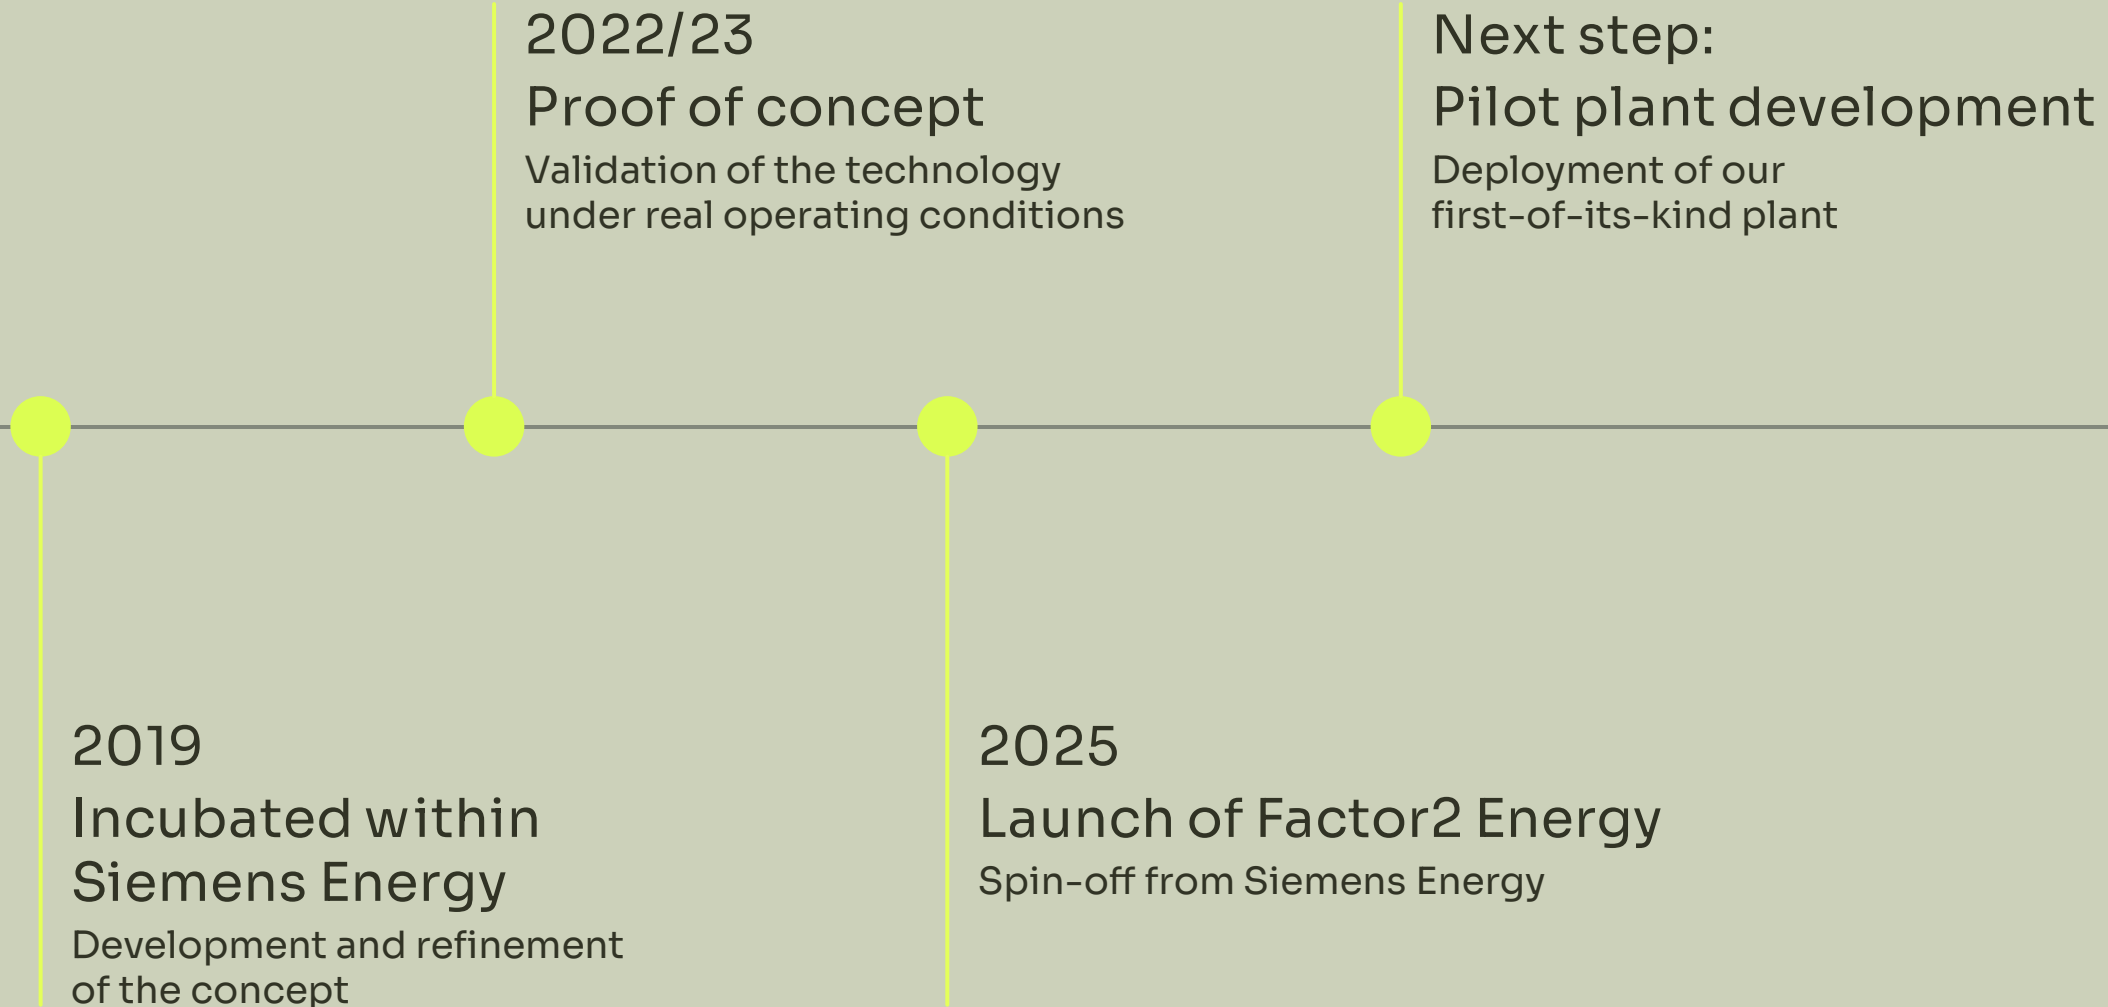 2022/23
Proof of concept
Validation of the technology
under real operating conditions
Next step:
Pilot plant development
Deployment of our
first-of-its-kind plant
2019
Incubated within
Siemens Energy
Development and refinement
of the concept
2025
Launch of Factor2 Energy
Spin-off from Siemens Energy